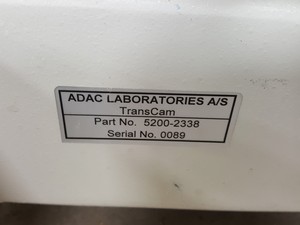 ADAC LABORATORIES A/S
TransCam
Part No. 5200-2338
Serial No. 0089